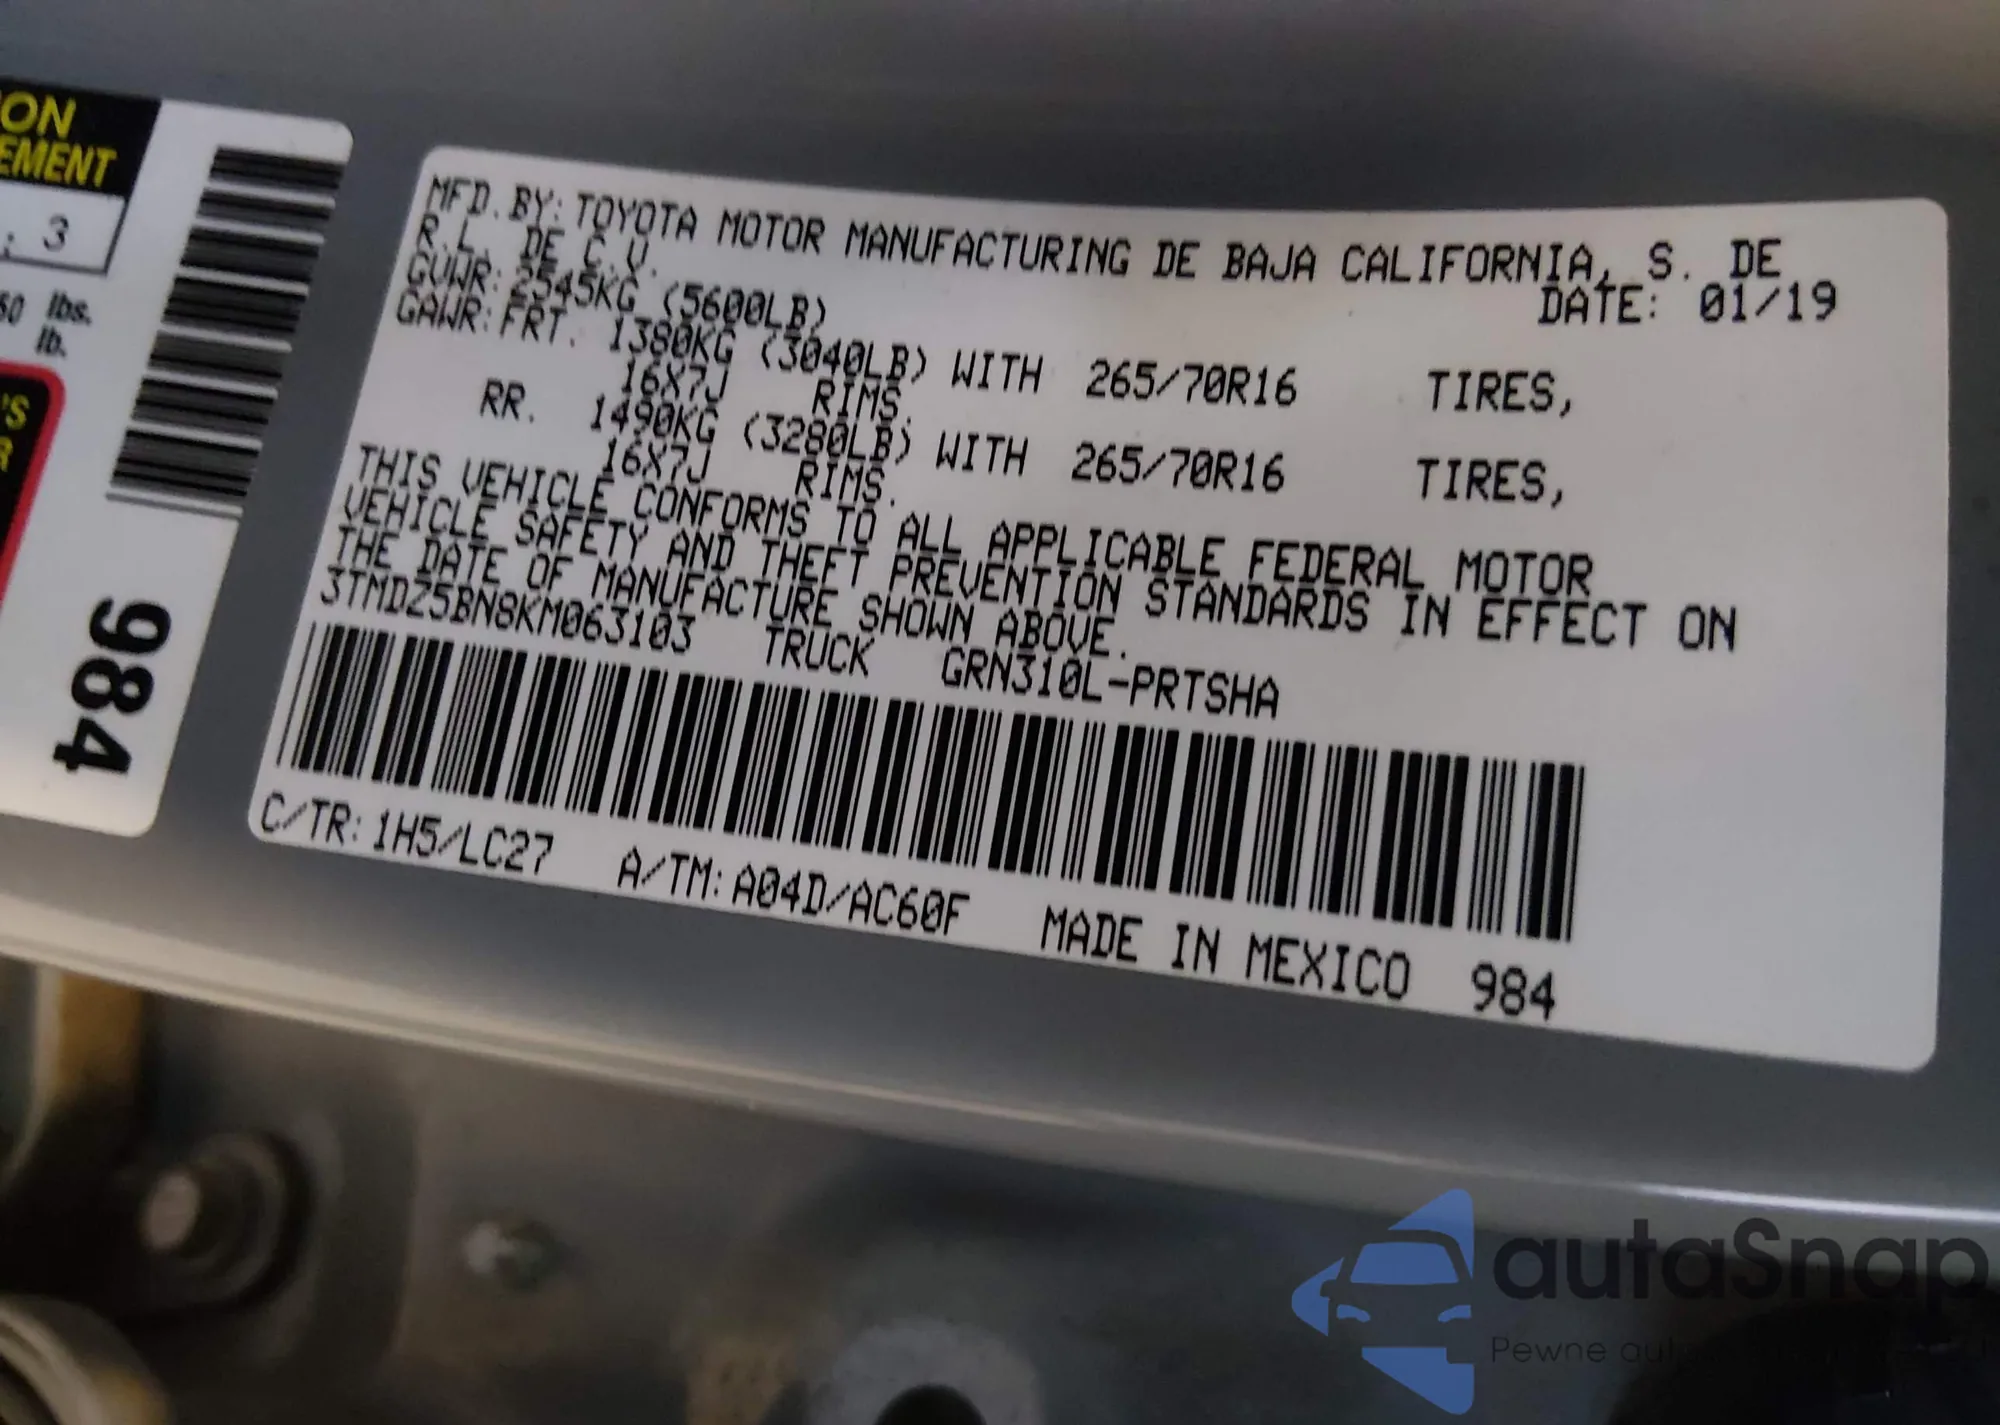 ION
EMENT
: 3
50 lbs.
lb.
'S
R
984
MFD. BY: TOYOTA MOTOR MANUFACTURING DE BAJA CALIFORNIA, S. DE
R.L. DE C.V.
DATE: 01/19
GVWR: 2545KG (5600LB)
GAWR: FRT. 1380KG (3040LB) WITH 265/70R16 TIRES,
16X7J RIMS.
RR. 1490KG (3280LB) WITH 265/70R16 TIRES,
16X7J RIMS.
THIS VEHICLE CONFORMS TO ALL APPLICABLE FEDERAL MOTOR
VEHICLE SAFETY AND THEFT PREVENTION STANDARDS IN EFFECT ON
THE DATE OF MANUFACTURE SHOWN ABOVE.
3TMDZ5BN8KM063103 TRUCK GRN310L-PRTSHA
C/TR: 1H5/LC27 A/TM: A04D/AC60F MADE IN MEXICO 984
autaSnap
Pewne